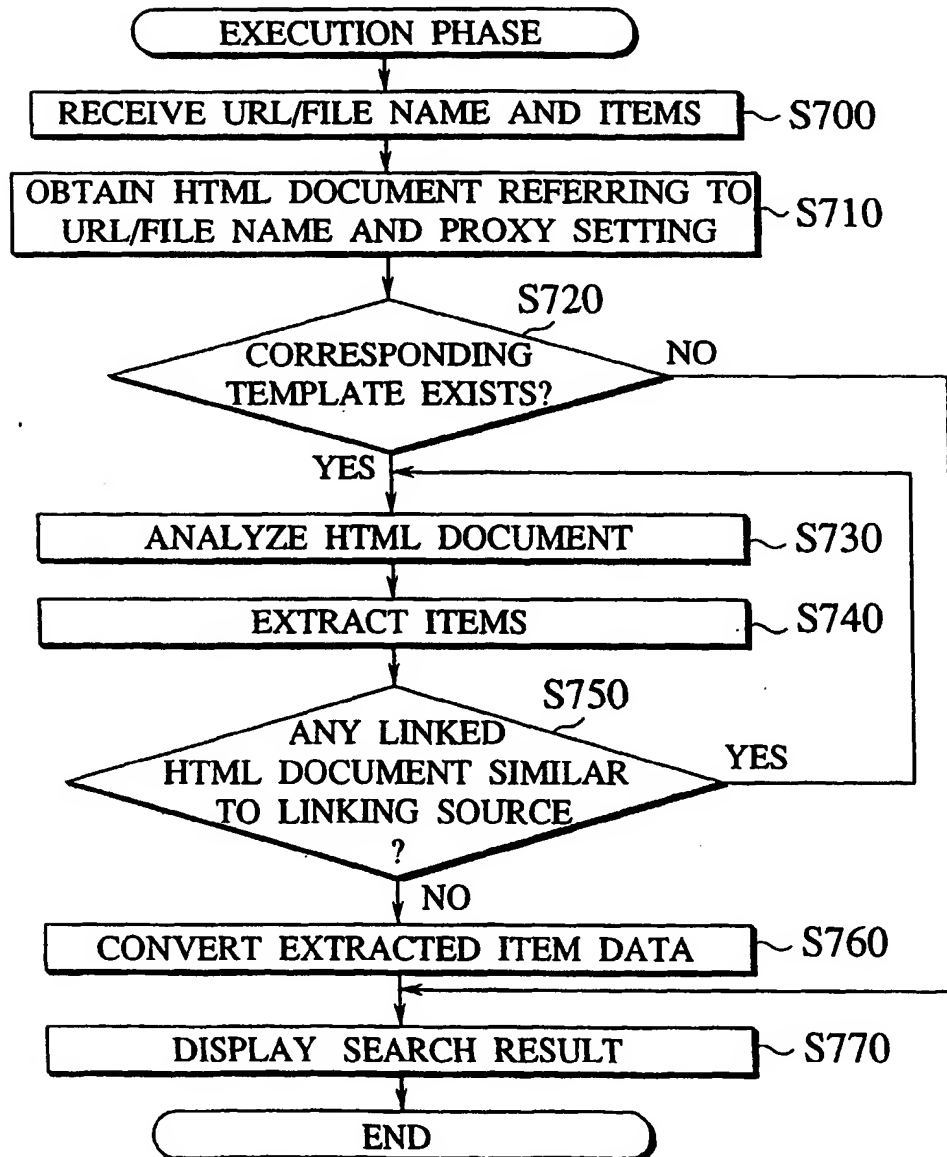 EXECUTION PHASE
RECEIVE URL/FILE NAME AND ITEMS
S700
OBTAIN HTML DOCUMENT REFERRING TO
URL/FILE NAME AND PROXY SETTING
S710
S720
CORRESPONDING
TEMPLATE EXISTS?
NO
YES
ANALYZE HTML DOCUMENT
S730
EXTRACT ITEMS
S740
S750
ANY LINKED
HTML DOCUMENT SIMILAR
TO LINKING SOURCE
?
YES
NO
CONVERT EXTRACTED ITEM DATA
S760
DISPLAY SEARCH RESULT
S770
END